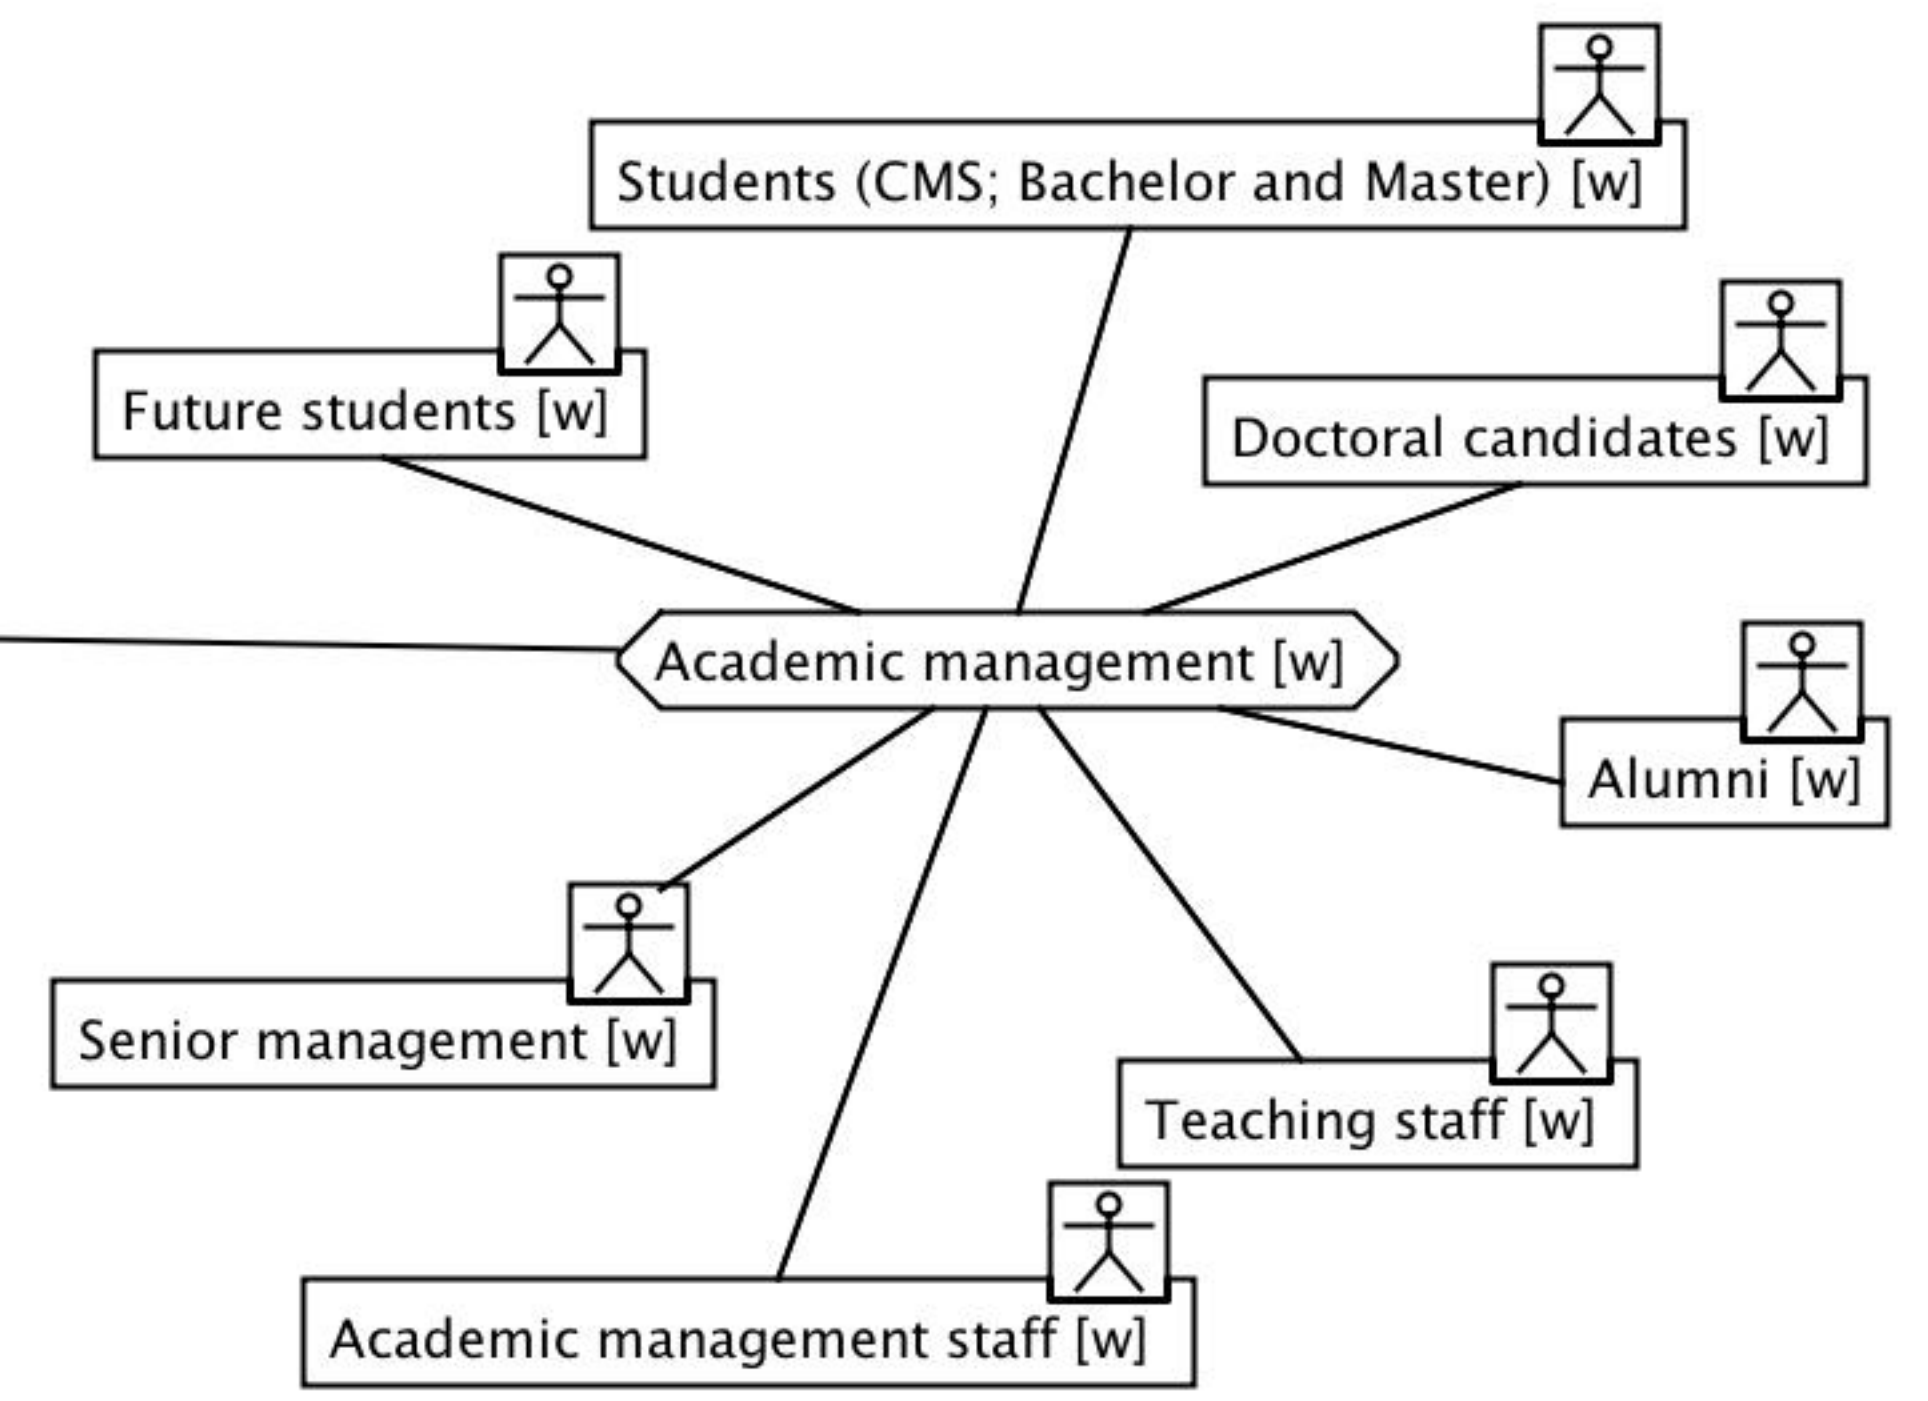 Students (CMS; Bachelor and Master) [w]
Future students [w]
Doctoral candidates [w]
Academic management [w]
Alumni [w]
Senior management [w]
Teaching staff [w]
Academic management staff [w]